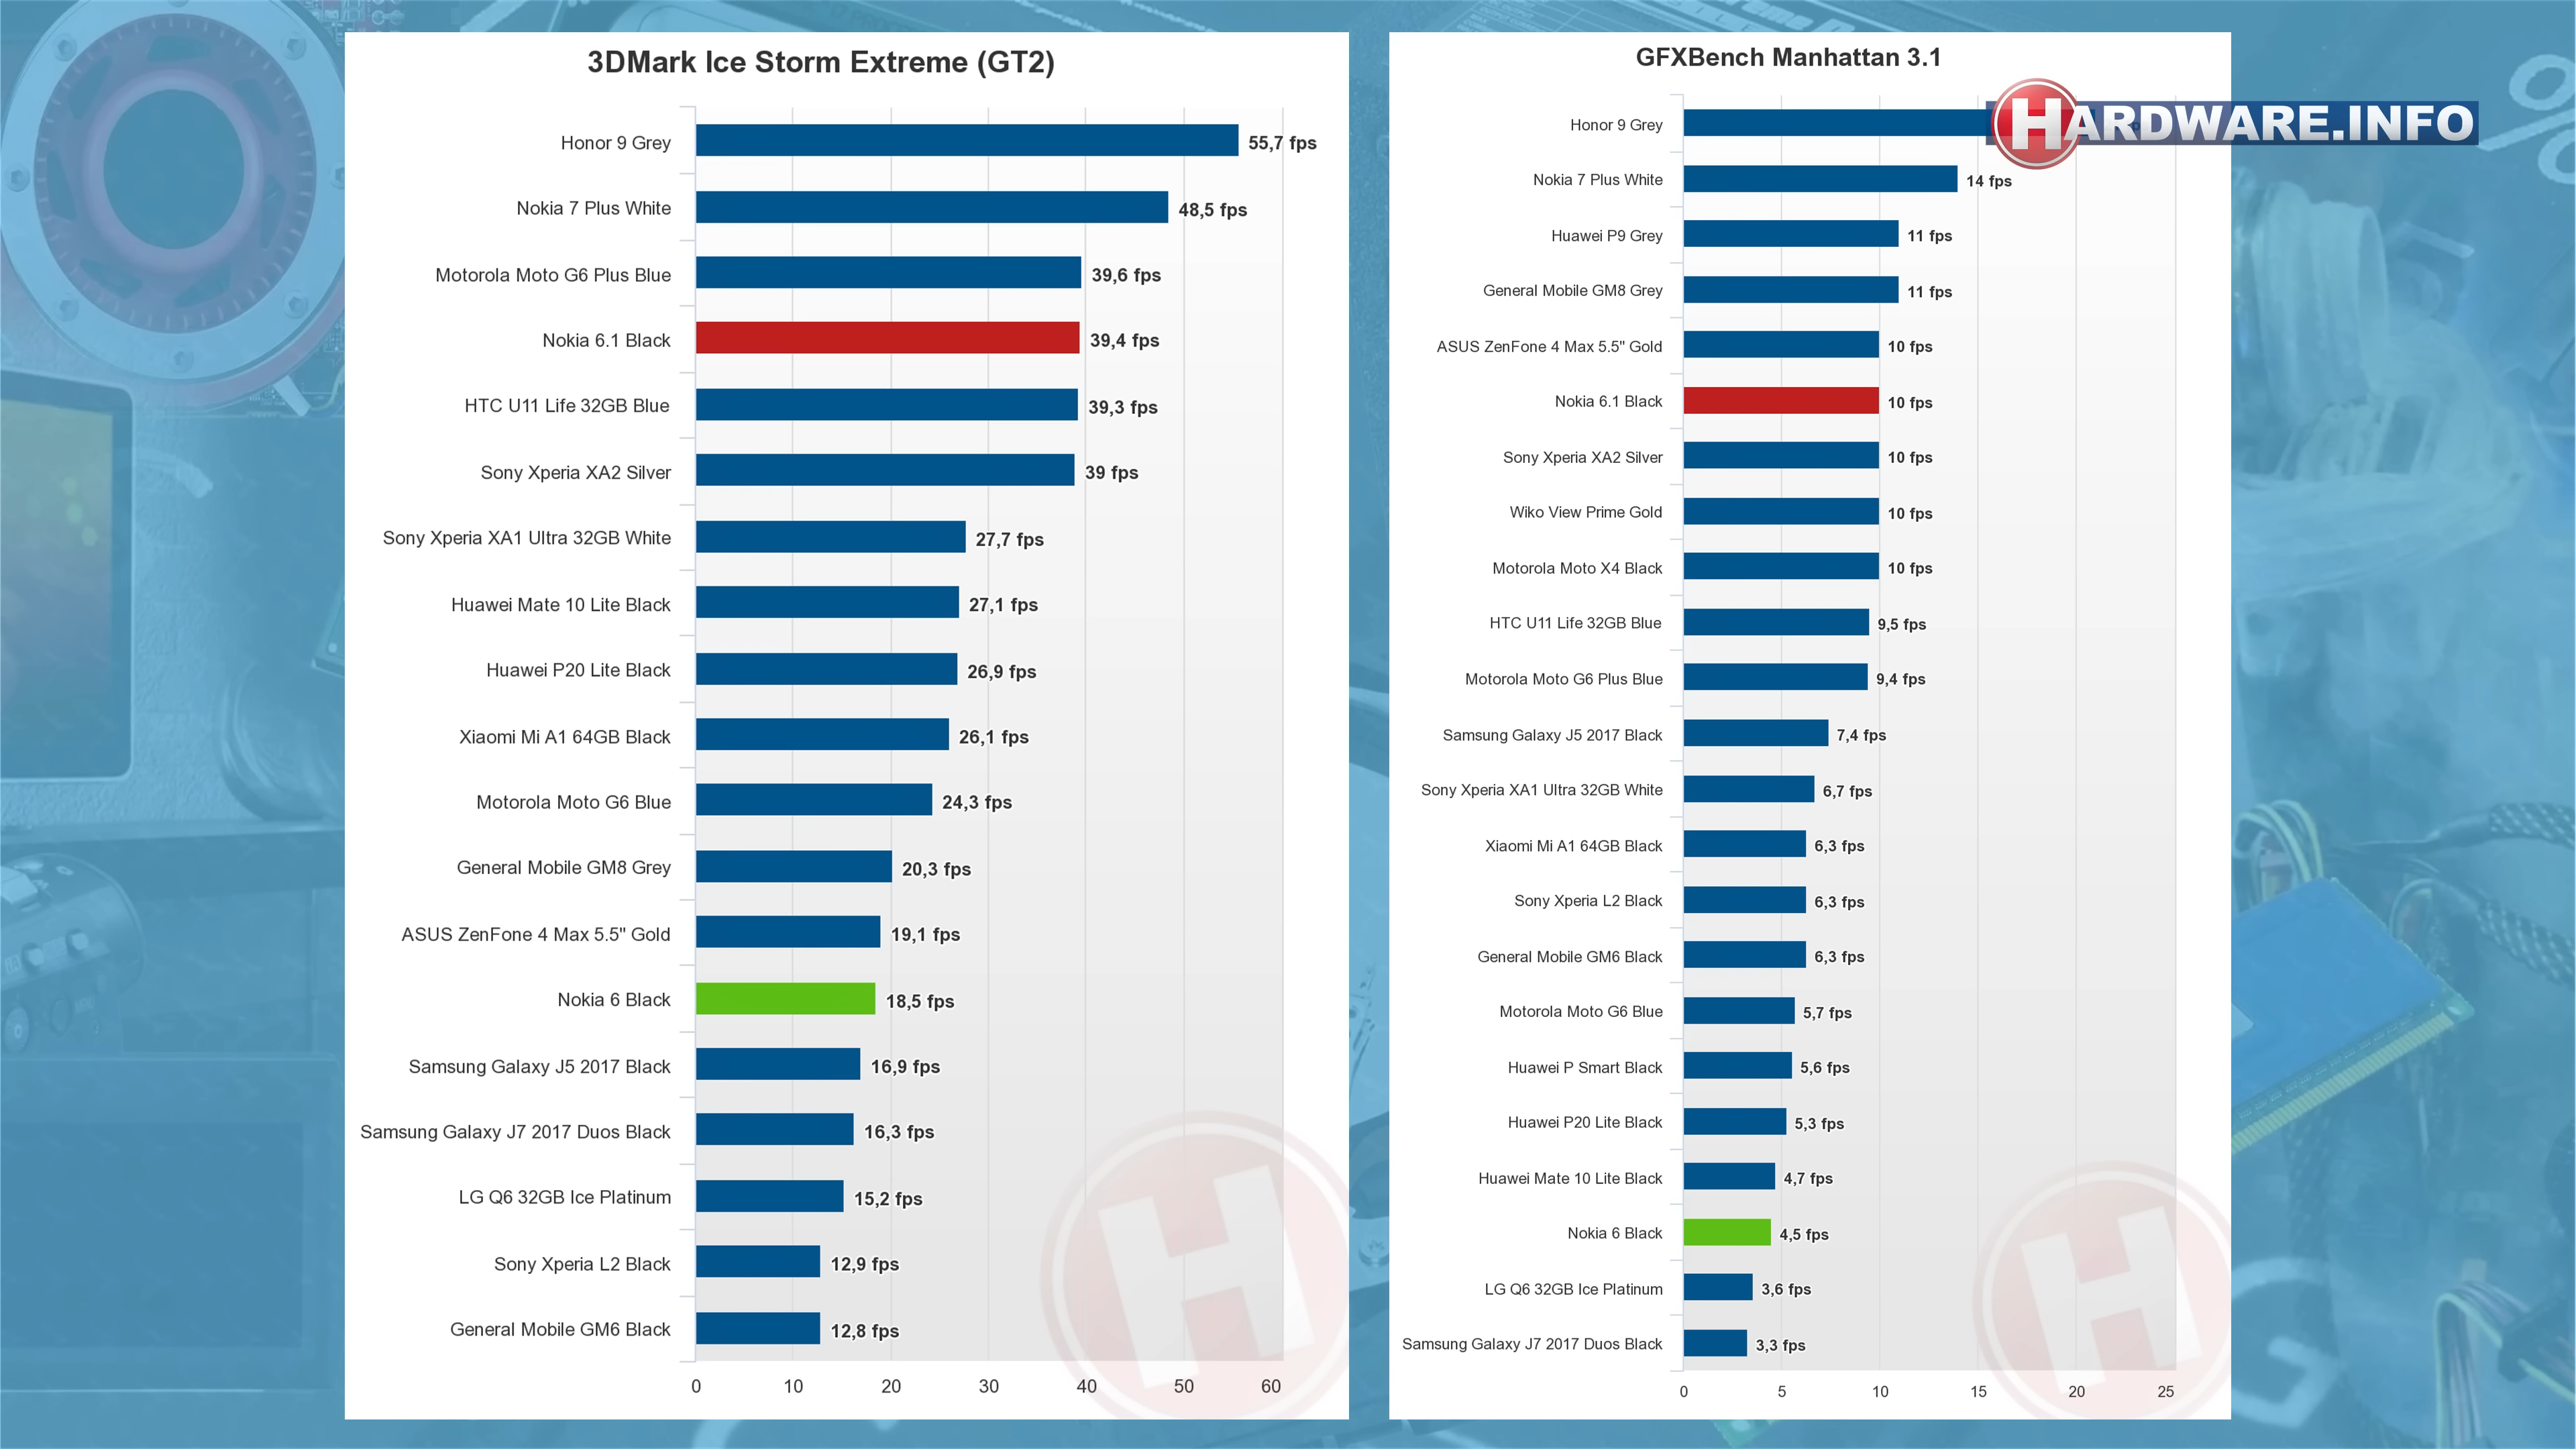 3DMark Ice Storm Extreme (GT2)
Honor 9 Grey 55,7 fps
Nokia 7 Plus White 48,5 fps
Motorola Moto G6 Plus Blue 39,6 fps
Nokia 6.1 Black 39,4 fps
HTC U11 Life 32GB Blue 39,3 fps
Sony Xperia XA2 Silver 39 fps
Sony Xperia XA1 Ultra 32GB White 27,7 fps
Huawei Mate 10 Lite Black 27,1 fps
Huawei P20 Lite Black 26,9 fps
Xiaomi Mi A1 64GB Black 26,1 fps
Motorola Moto G6 Blue 24,3 fps
General Mobile GM8 Grey 20,3 fps
ASUS ZenFone 4 Max 5.5" Gold 19,1 fps
Nokia 6 Black 18,5 fps
Samsung Galaxy J5 2017 Black 16,9 fps
Samsung Galaxy J7 2017 Duos Black 16,3 fps
LG Q6 32GB Ice Platinum 15,2 fps
Sony Xperia L2 Black 12,9 fps
General Mobile GM6 Black 12,8 fps
0 10 20 30 40 50 60
GFXBench Manhattan 3.1
HARDWARE.INFO
Honor 9 Grey
Nokia 7 Plus White 14 fps
Huawei P9 Grey 11 fps
General Mobile GM8 Grey 11 fps
ASUS ZenFone 4 Max 5.5" Gold 10 fps
Nokia 6.1 Black 10 fps
Sony Xperia XA2 Silver 10 fps
Wiko View Prime Gold 10 fps
Motorola Moto X4 Black 10 fps
HTC U11 Life 32GB Blue 9,5 fps
Motorola Moto G6 Plus Blue 9,4 fps
Samsung Galaxy J5 2017 Black 7,4 fps
Sony Xperia XA1 Ultra 32GB White 6,7 fps
Xiaomi Mi A1 64GB Black 6,3 fps
Sony Xperia L2 Black 6,3 fps
General Mobile GM6 Black 6,3 fps
Motorola Moto G6 Blue 5,7 fps
Huawei P Smart Black 5,6 fps
Huawei P20 Lite Black 5,3 fps
Huawei Mate 10 Lite Black 4,7 fps
Nokia 6 Black 4,5 fps
LG Q6 32GB Ice Platinum 3,6 fps
Samsung Galaxy J7 2017 Duos Black 3,3 fps
0 5 10 15 20 25